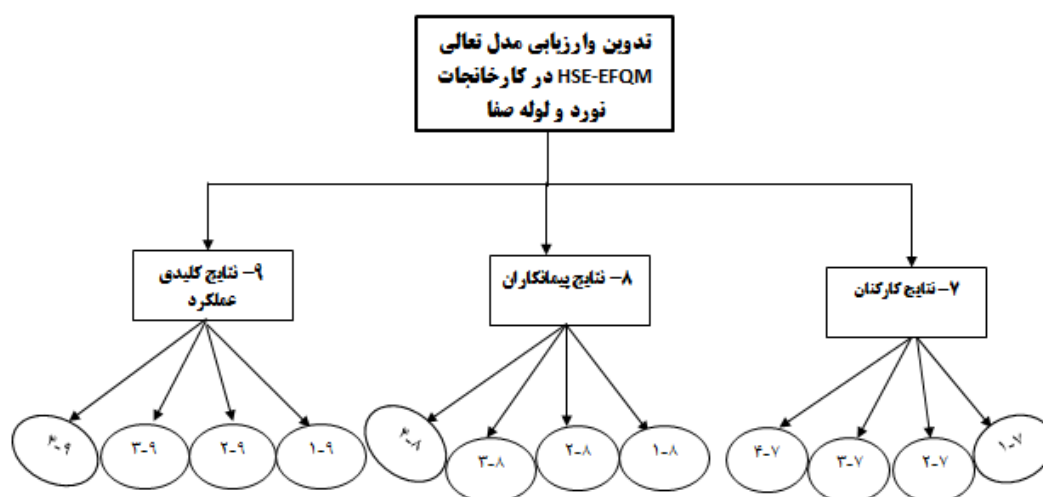 تدوین وارزیابی مدل تعالی
HSE-EFQM در کارخانجات
نورد و لوله صفا
۷- نتایج کارکنان
۸- نتایج پیمانکاران
۹- نتایج کلیدی
عملکرد
۱-۷
۲-۷
۳-۷
۴-۷
۱-۸
۲-۸
۳-۸
۴-۸
۱-۹
۲-۹
۳-۹
۴-۹